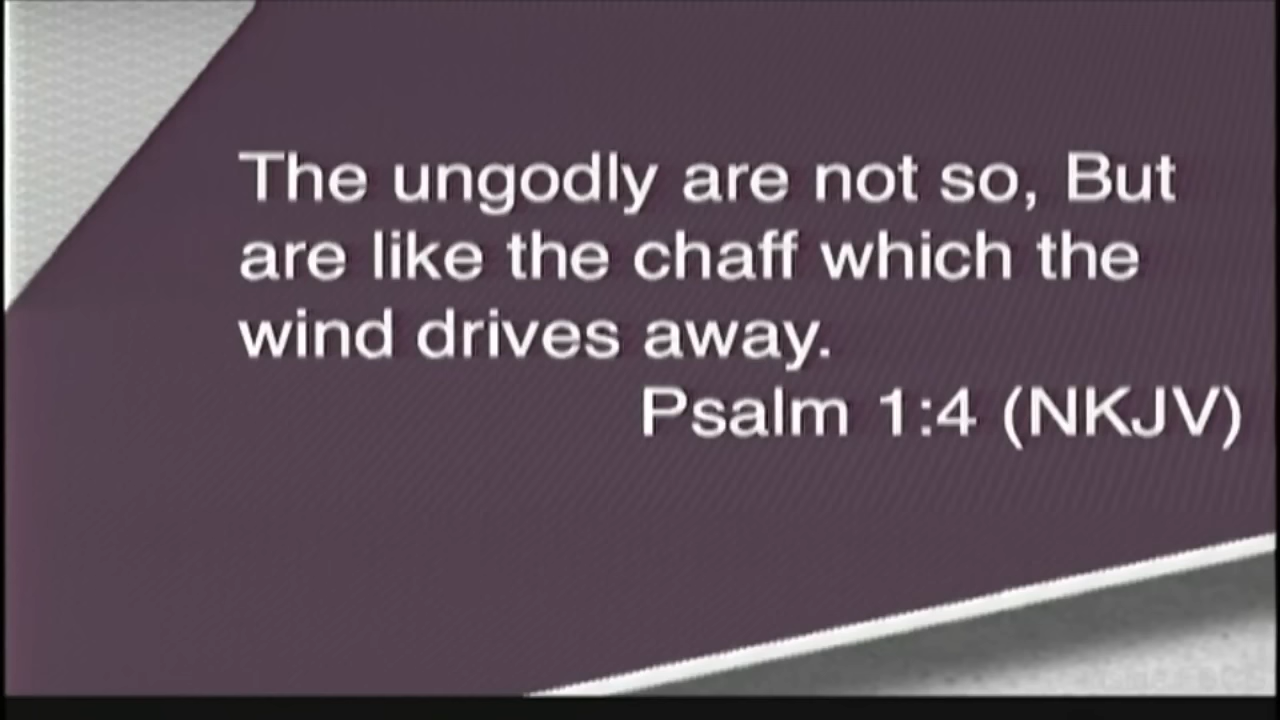 The ungodly are not so, But
are like the chaff which the
wind drives away.
Psalm 1:4 (NKJV)